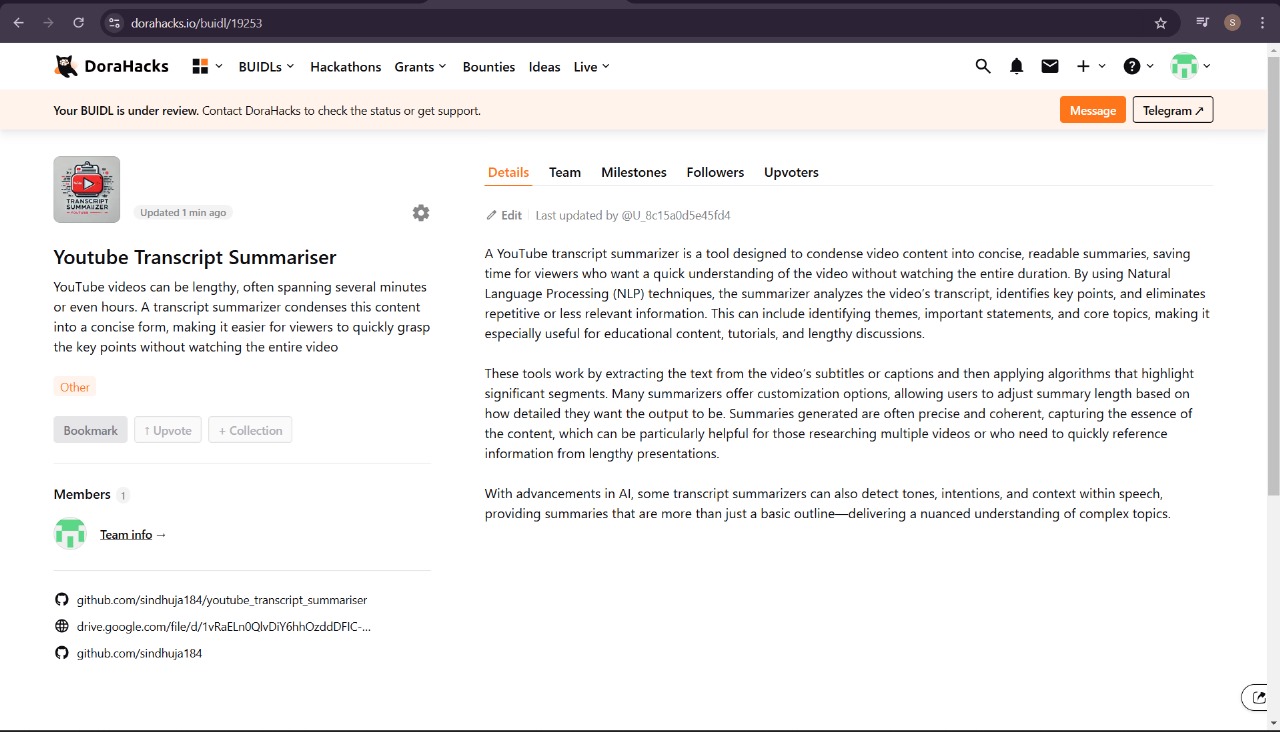 dorahacks.io/buidl/19253
S
DoraHacks
BUIDLs
Hackathons
Grants
Bounties
Ideas
Live
Your BUIDL is under review. Contact DoraHacks to check the status or get support.
Message
Telegram ↗
TRANSCRIPT
SUMMARIZER
YOUTUBE
Updated 1 min ago
Youtube Transcript Summariser
YouTube videos can be lengthy, often spanning several minutes
or even hours. A transcript summarizer condenses this content
into a concise form, making it easier for viewers to quickly grasp
the key points without watching the entire video
Other
Bookmark
↑ Upvote
+ Collection
Members 1
Team info →
github.com/sindhuja184/youtube_transcript_summariser
drive.google.com/file/d/1vRaELn0QlvDiY6hhOzddDFIC-...
github.com/sindhuja184
Details
Team
Milestones
Followers
Upvoters
Edit
Last updated by @U_8c15a0d5e45fd4
A YouTube transcript summarizer is a tool designed to condense video content into concise, readable summaries, saving
time for viewers who want a quick understanding of the video without watching the entire duration. By using Natural
Language Processing (NLP) techniques, the summarizer analyzes the video's transcript, identifies key points, and eliminates
repetitive or less relevant information. This can include identifying themes, important statements, and core topics, making it
especially useful for educational content, tutorials, and lengthy discussions.
These tools work by extracting the text from the video's subtitles or captions and then applying algorithms that highlight
significant segments. Many summarizers offer customization options, allowing users to adjust summary length based on
how detailed they want the output to be. Summaries generated are often precise and coherent, capturing the essence of
the content, which can be particularly helpful for those researching multiple videos or who need to quickly reference
information from lengthy presentations.
With advancements in AI, some transcript summarizers can also detect tones, intentions, and context within speech,
providing summaries that are more than just a basic outline—delivering a nuanced understanding of complex topics.